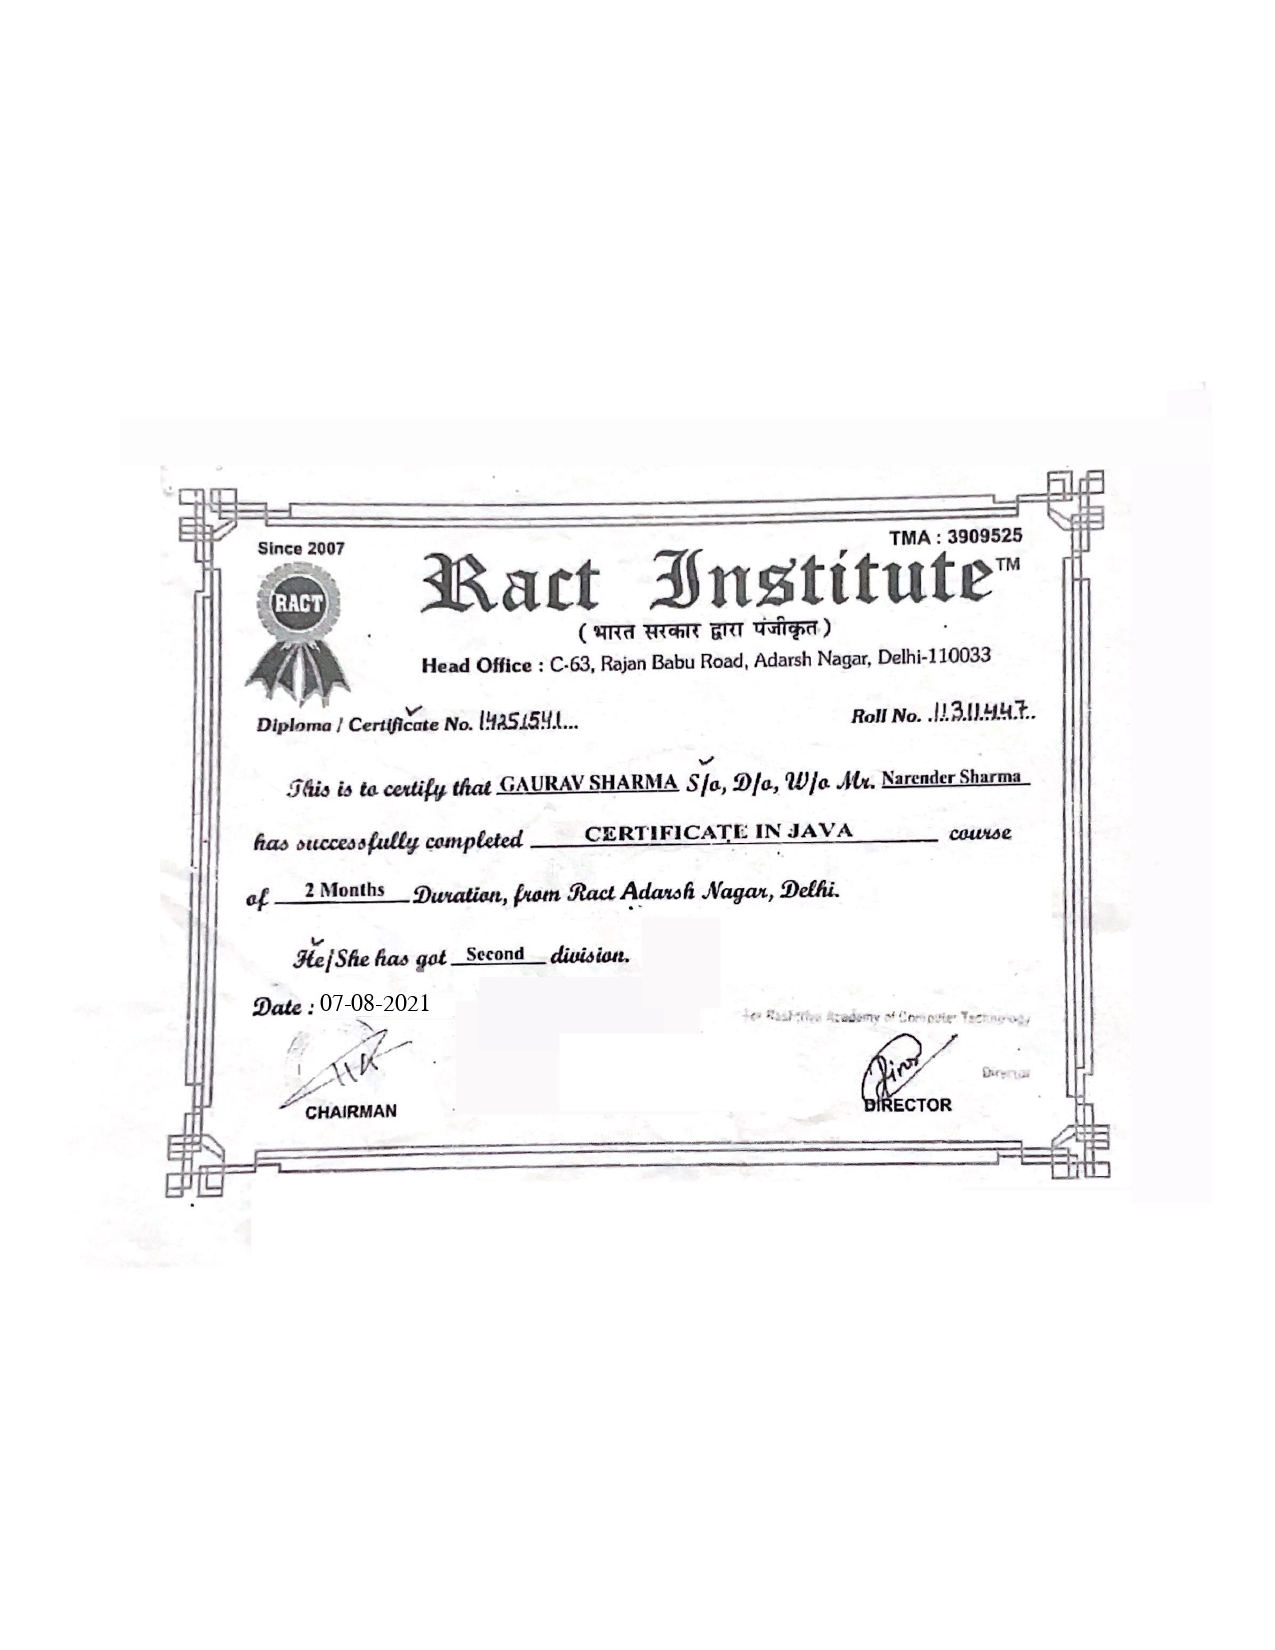 Since 2007
TMA : 3909525
RACT
Ract Institute™
( भारत सरकार द्वारा पंजीकृत )
Head Office : C-63, Rajan Babu Road, Adarsh Nagar, Delhi-110033
Diploma / Certificate No. 14251541...
Roll No. .11311447..
This is to certify that GAURAV SHARMA S/o, D/o, W/o Mr. Narender Sharma
has successfully completed CERTIFICATE IN JAVA course
of 2 Months Duration, from Ract Adarsh Nagar, Delhi.
He/She has got Second division.
Date : 07-08-2021
For Rashtriya Academy of Computer Technology
Director
CHAIRMAN
DIRECTOR